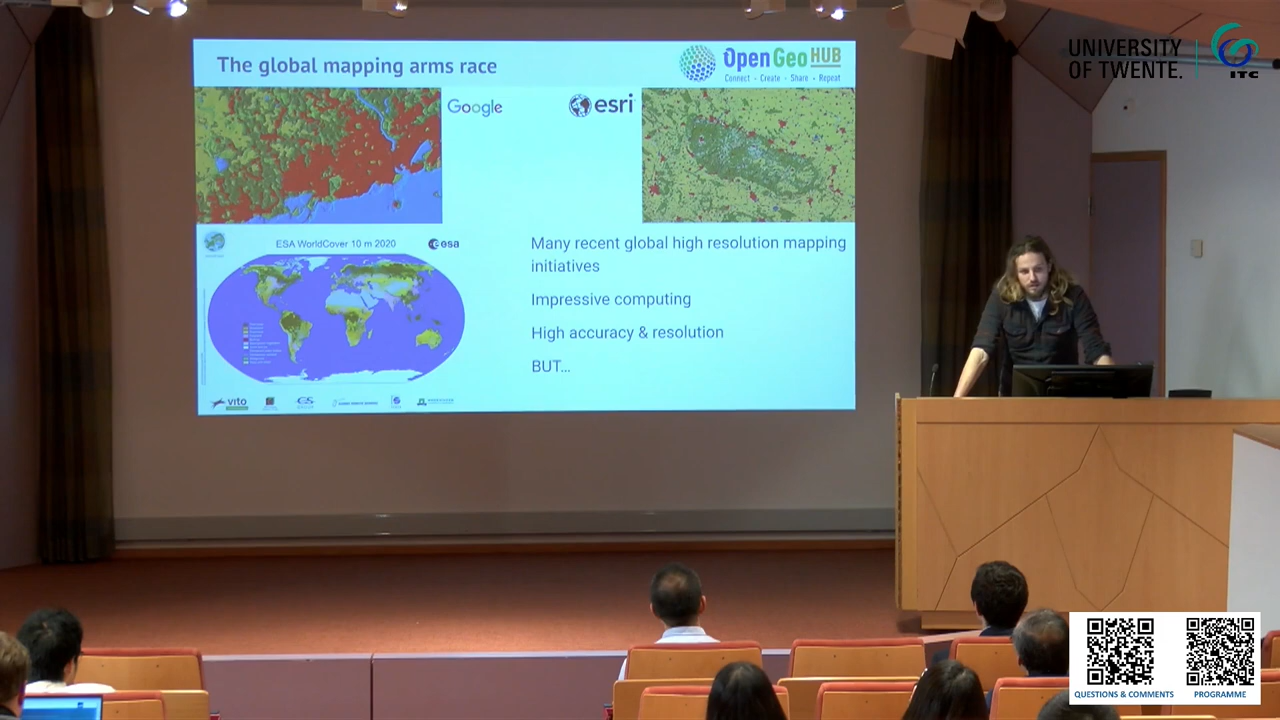 The global mapping arms race
OpenGeoHUB
Connect - Create - Share - Repeat
Google
esri
ESA WorldCover 10 m 2020
esa
Many recent global high resolution mapping
initiatives
Impressive computing
High accuracy & resolution
BUT...
vito
UNIVERSITY
OF TWENTE.
ITC
QUESTIONS & COMMENTS
PROGRAMME